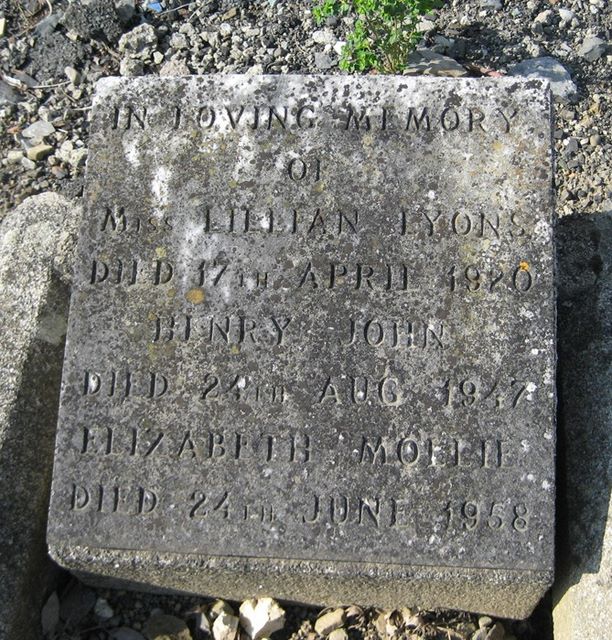 IN LOVING MEMORY
OF
MISS LILLIAN LYONS
DIED 17TH APRIL 1920
HENRY JOHN
DIED 24TH AUG 1947
ELIZABETH MOLLIE
DIED 24TH JUNE 1958